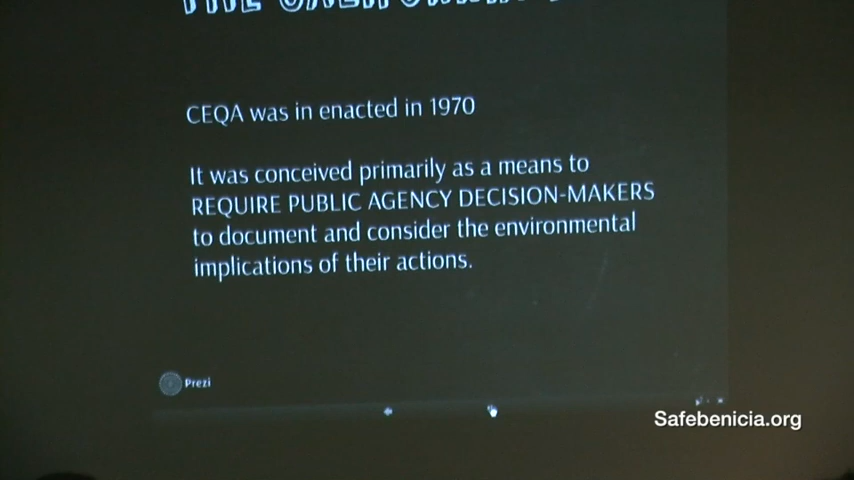 THE
CEQA was in enacted in 1970
It was conceived primarily as a means to
REQUIRE PUBLIC AGENCY DECISION-MAKERS
to document and consider the environmental
implications of their actions.
Prezi
Safebenicia.org